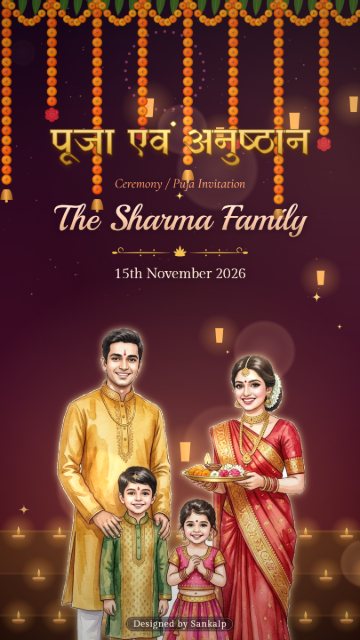 पूजा एवं अनुष्ठान
Ceremony / Puja Invitation
The Sharma Family
15th November 2026
Designed by Sankalp